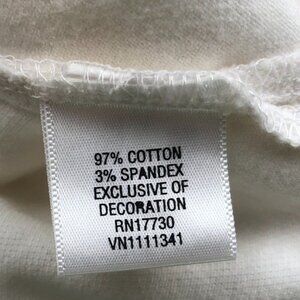 97% COTTON
3% SPANDEX
EXCLUSIVE OF
DECORATION
RN17730
VN1111341